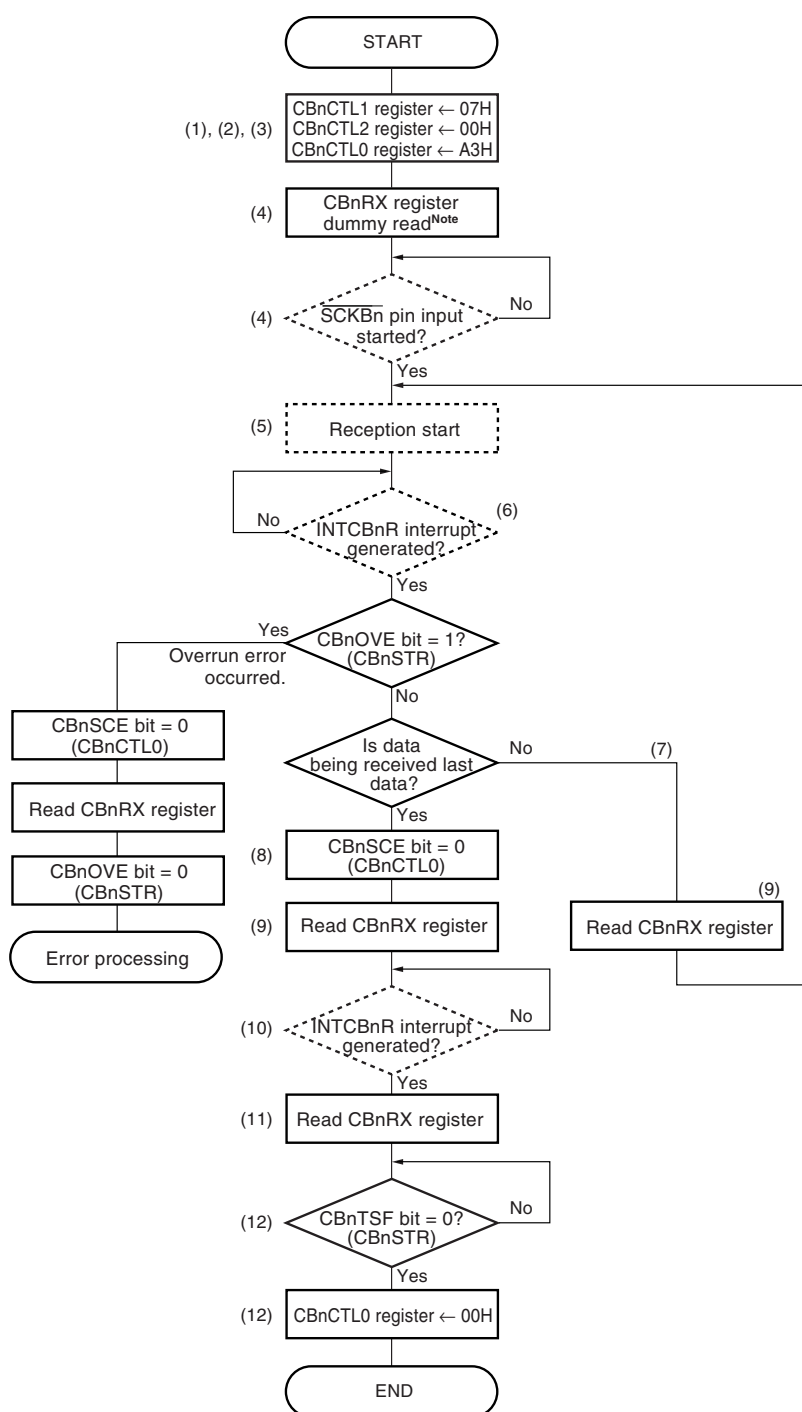 START
(1), (2), (3)
CBnCTL1 register ← 07H
CBnCTL2 register ← 00H
CBnCTL0 register ← A3H
(4)
CBnRX register
dummy readNote
(4)
SCKBn pin input
started?
No
Yes
(5)
Reception start
(6)
No
INTCBnR interrupt
generated?
Yes
Yes
CBnOVE bit = 1?
(CBnSTR)
Overrun error
occurred.
No
CBnSCE bit = 0
(CBnCTL0)
Read CBnRX register
CBnOVE bit = 0
(CBnSTR)
Error processing
Is data
being received last
data?
No
(7)
Yes
(8)
CBnSCE bit = 0
(CBnCTL0)
(9)
Read CBnRX register
(9)
Read CBnRX register
(10)
INTCBnR interrupt
generated?
No
Yes
(11)
Read CBnRX register
(12)
CBnTSF bit = 0?
(CBnSTR)
No
Yes
(12)
CBnCTL0 register ← 00H
END